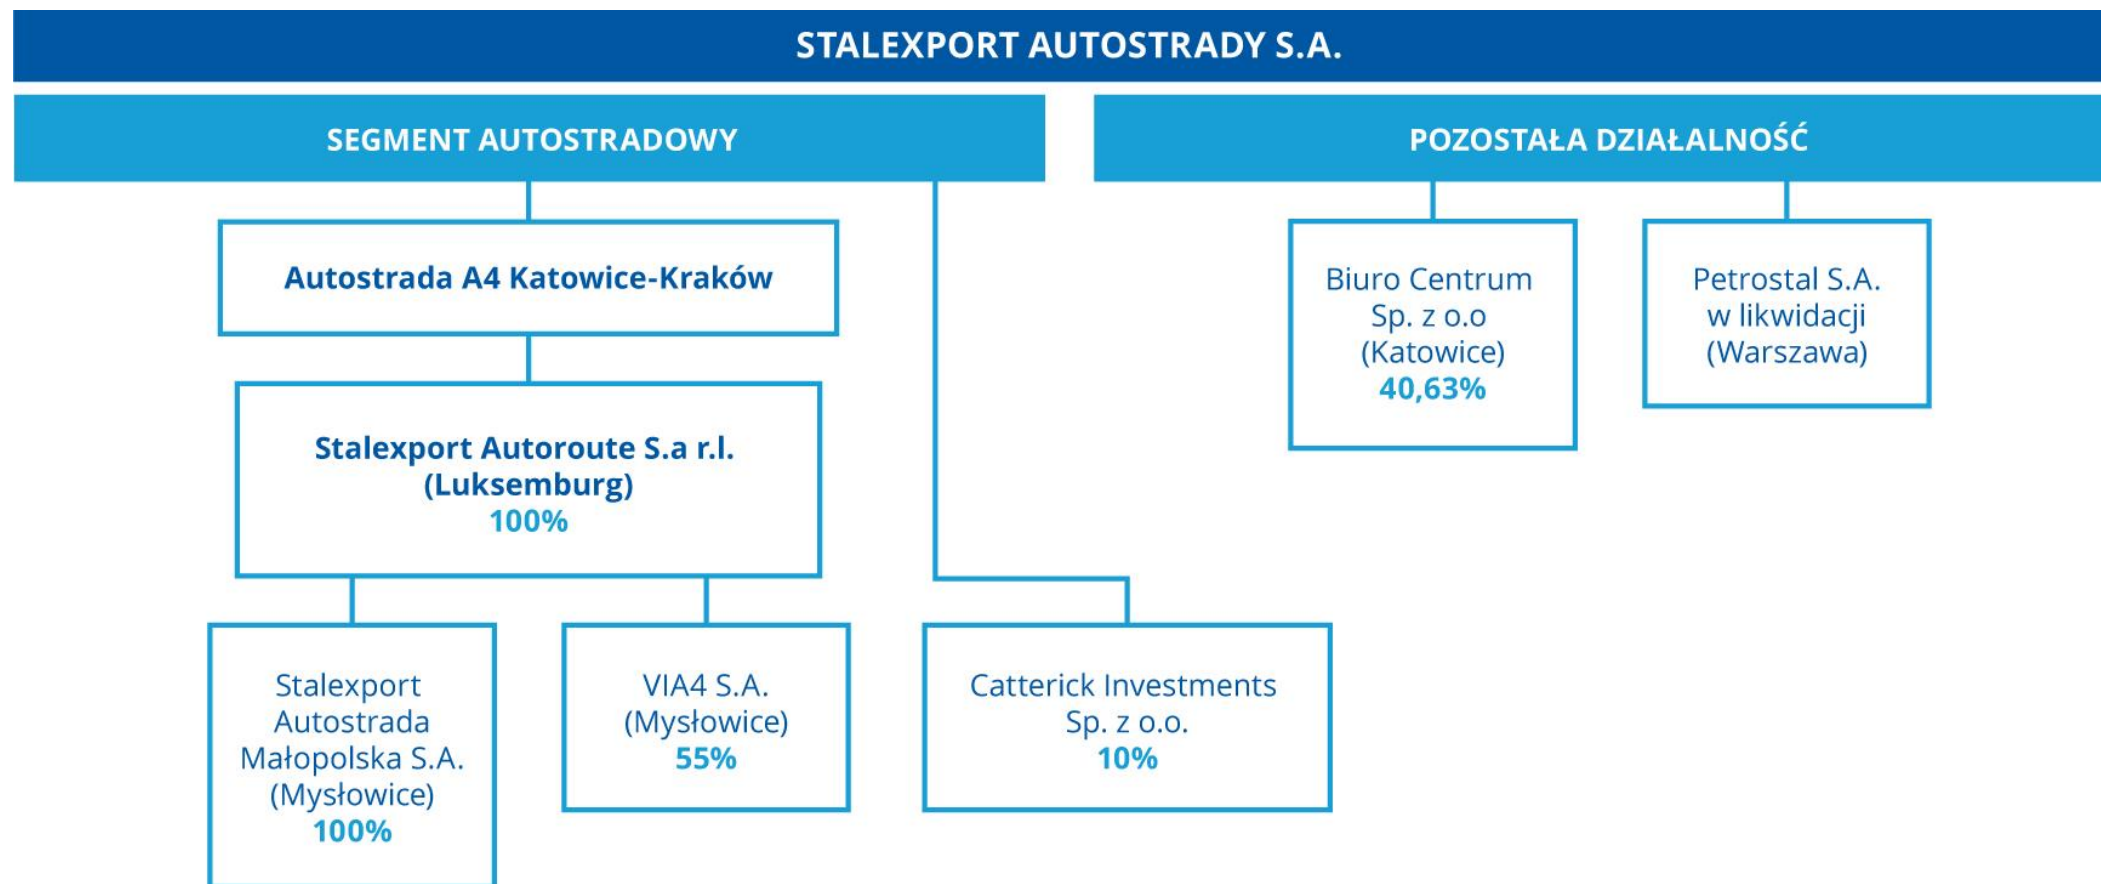 STALEXPORT AUTOSTRADY S.A.
SEGMENT AUTOSTRADOWY
POZOSTAŁA DZIAŁALNOŚĆ
Autostrada A4 Katowice-Kraków
Biuro Centrum
Sp. z o.o
(Katowice)
40,63%
Petrostal S.A.
w likwidacji
(Warszawa)
Stalexport Autoroute S.a r.l.
(Luksemburg)
100%
Stalexport
Autostrada
Małopolska S.A.
(Mysłowice)
100%
VIA4 S.A.
(Mysłowice)
55%
Catterick Investments
Sp. z o.o.
10%